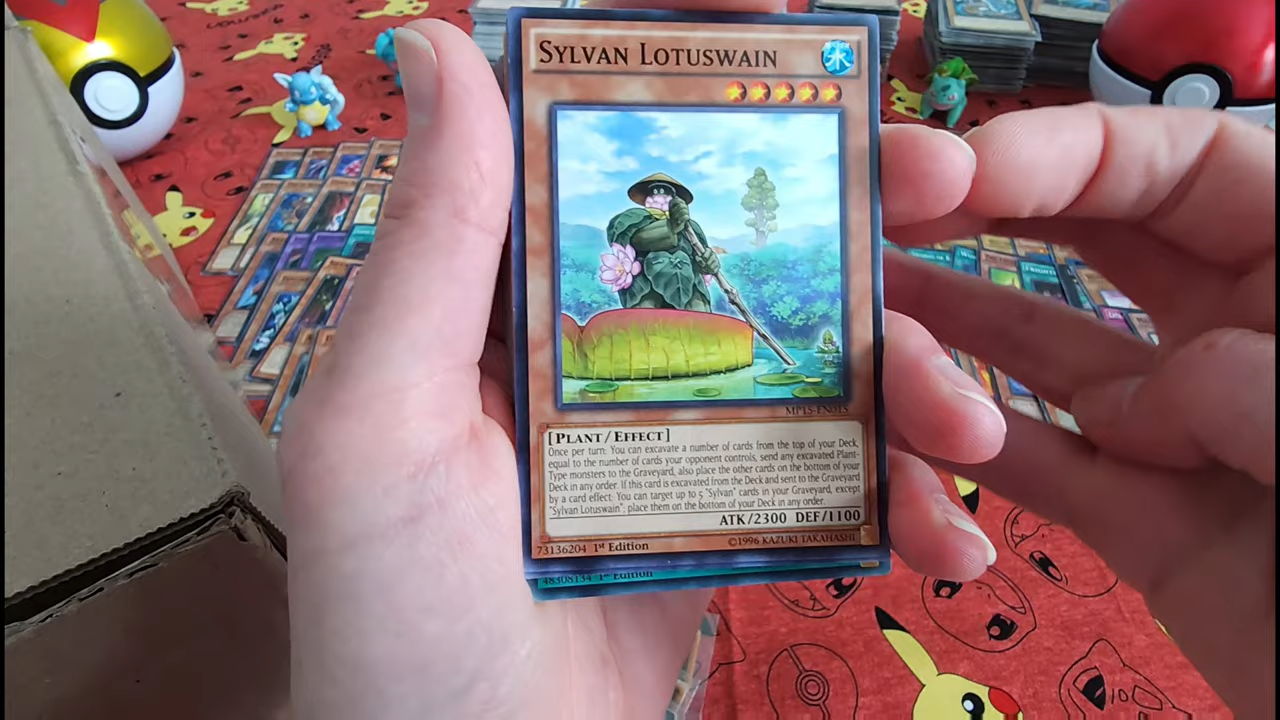 SYLVAN LOTUSWAIN
MP15-EN015
[PLANT/EFFECT]
Once per turn: You can excavate a number of cards from the top of your Deck,
equal to the number of cards your opponent controls, send any excavated Plant-
Type monsters to the Graveyard, also place the other cards on the bottom of your
Deck in any order. If this card is excavated from the Deck and sent to the Graveyard
by a card effect: You can target up to 5 "Sylvan" cards in your Graveyard, except
"Sylvan Lotuswain"; place them on the bottom of your Deck in any order.
ATK/2300 DEF/1100
73136204 1st Edition ©1996 KAZUKI TAKAHASHI
48308134 1st Edition